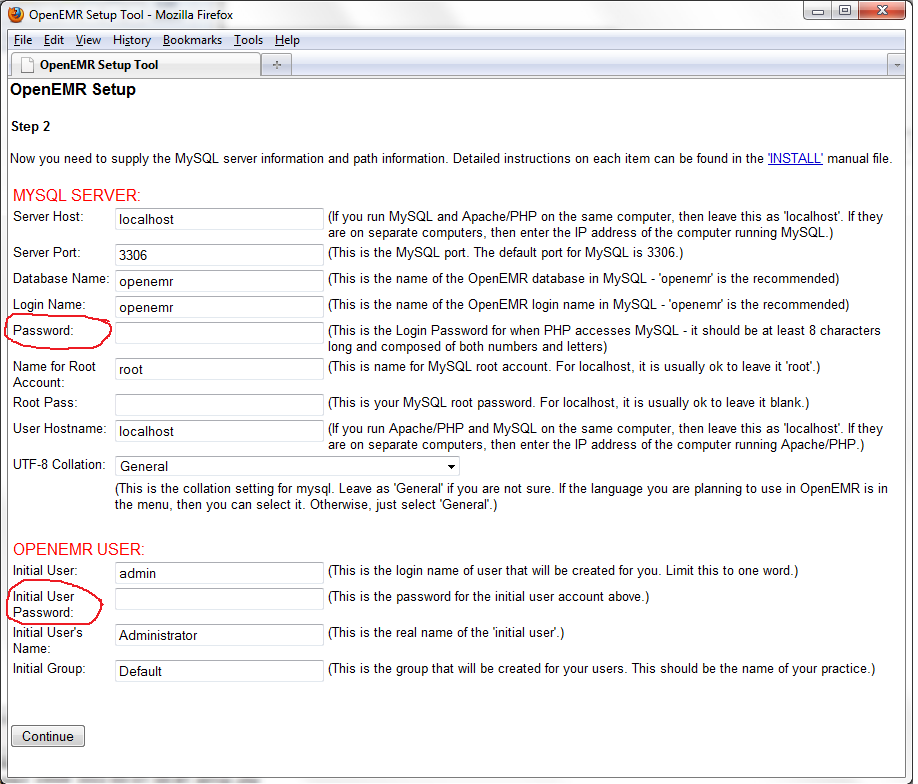 OpenEMR Setup Tool - Mozilla Firefox
File Edit View History Bookmarks Tools Help
OpenEMR Setup Tool
OpenEMR Setup
Step 2
Now you need to supply the MySQL server information and path information. Detailed instructions on each item can be found in the 'INSTALL' manual file.
MYSQL SERVER:
Server Host: localhost (If you run MySQL and Apache/PHP on the same computer, then leave this as 'localhost'. If they
are on separate computers, then enter the IP address of the computer running MySQL.)
Server Port: 3306 (This is the MySQL port. The default port for MySQL is 3306.)
Database Name: openemr (This is the name of the OpenEMR database in MySQL - 'openemr' is the recommended)
Login Name: openemr (This is the name of the OpenEMR login name in MySQL - 'openemr' is the recommended)
Password: (This is the Login Password for when PHP accesses MySQL - it should be at least 8 characters
long and composed of both numbers and letters)
Name for Root root (This is name for MySQL root account. For localhost, it is usually ok to leave it 'root'.)
Account:
Root Pass: (This is your MySQL root password. For localhost, it is usually ok to leave it blank.)
User Hostname: localhost (If you run Apache/PHP and MySQL on the same computer, then leave this as 'localhost'. If they
are on separate computers, then enter the IP address of the computer running Apache/PHP.)
UTF-8 Collation: General
(This is the collation setting for mysql. Leave as 'General' if you are not sure. If the language you are planning to use in OpenEMR is in
the menu, then you can select it. Otherwise, just select 'General'.)
OPENEMR USER:
Initial User: admin (This is the login name of user that will be created for you. Limit this to one word.)
Initial User (This is the password for the initial user account above.)
Password:
Initial User's Administrator (This is the real name of the 'initial user'.)
Name:
Initial Group: Default (This is the group that will be created for your users. This should be the name of your practice.)
Continue